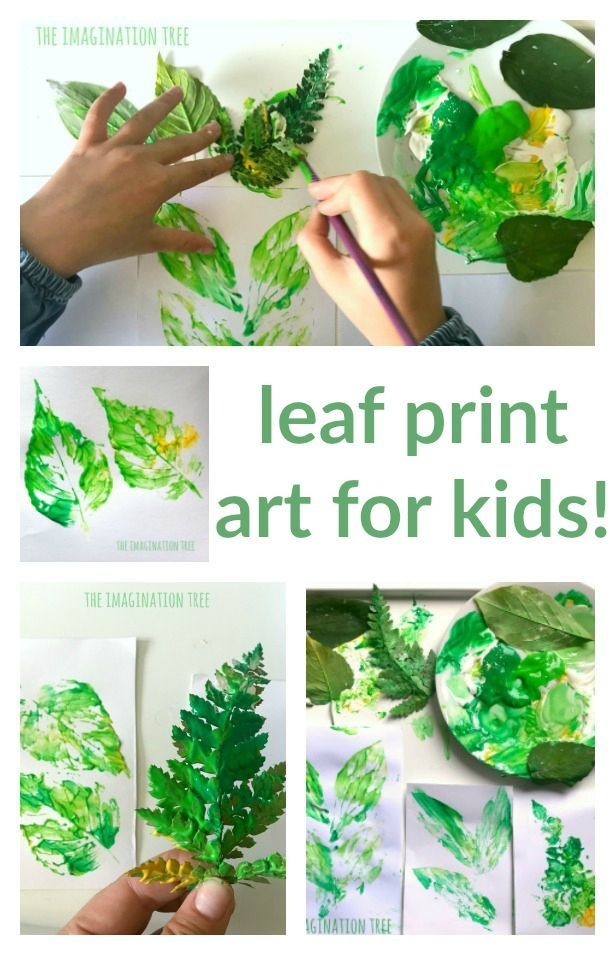 THE IMAGINATION TREE
leaf print
art for kids!
THE IMAGINATION TREE
THE IMAGINATION TREE
AGINATION TREE